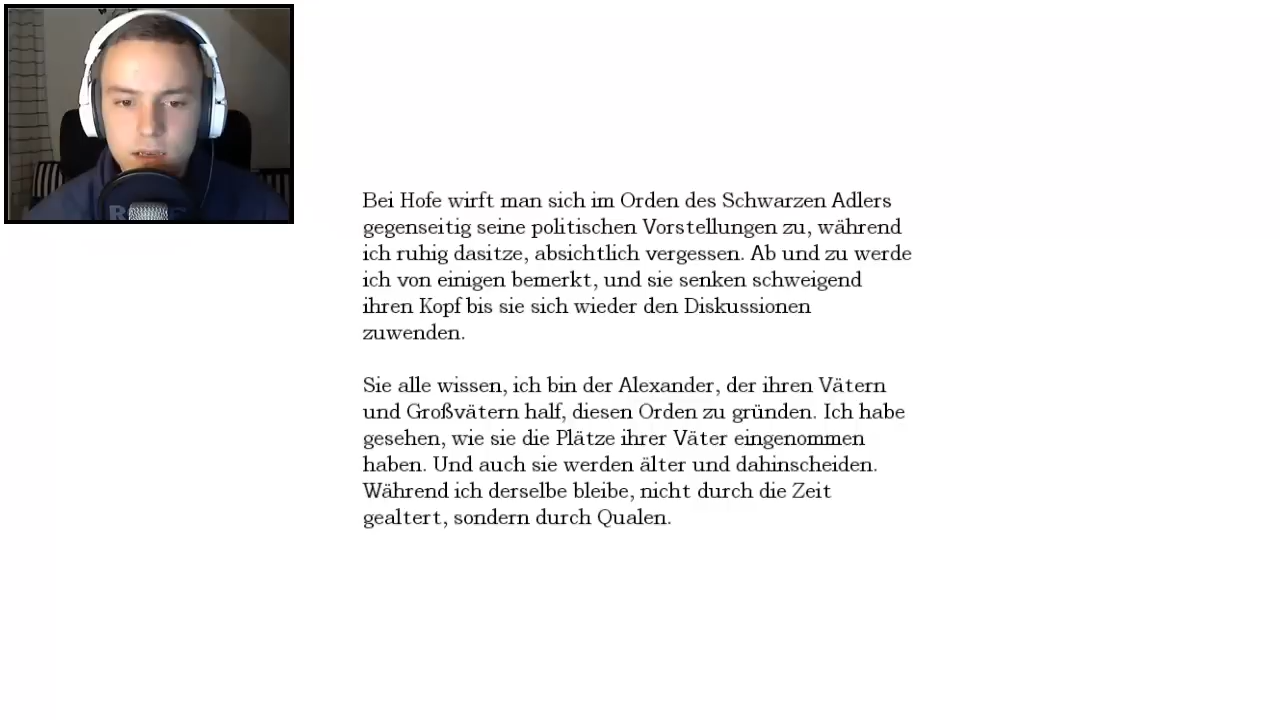 Bei Hofe wirft man sich im Orden des Schwarzen Adlers
gegenseitig seine politischen Vorstellungen zu, während
ich ruhig dasitze, absichtlich vergessen. Ab und zu werde
ich von einigen bemerkt, und sie senken schweigend
ihren Kopf bis sie sich wieder den Diskussionen
zuwenden.
Sie alle wissen, ich bin der Alexander, der ihren Vätern
und Großvätern half, diesen Orden zu gründen. Ich habe
gesehen, wie sie die Plätze ihrer Väter eingenommen
haben. Und auch sie werden älter und dahinscheiden.
Während ich derselbe bleibe, nicht durch die Zeit
gealtert, sondern durch Qualen.